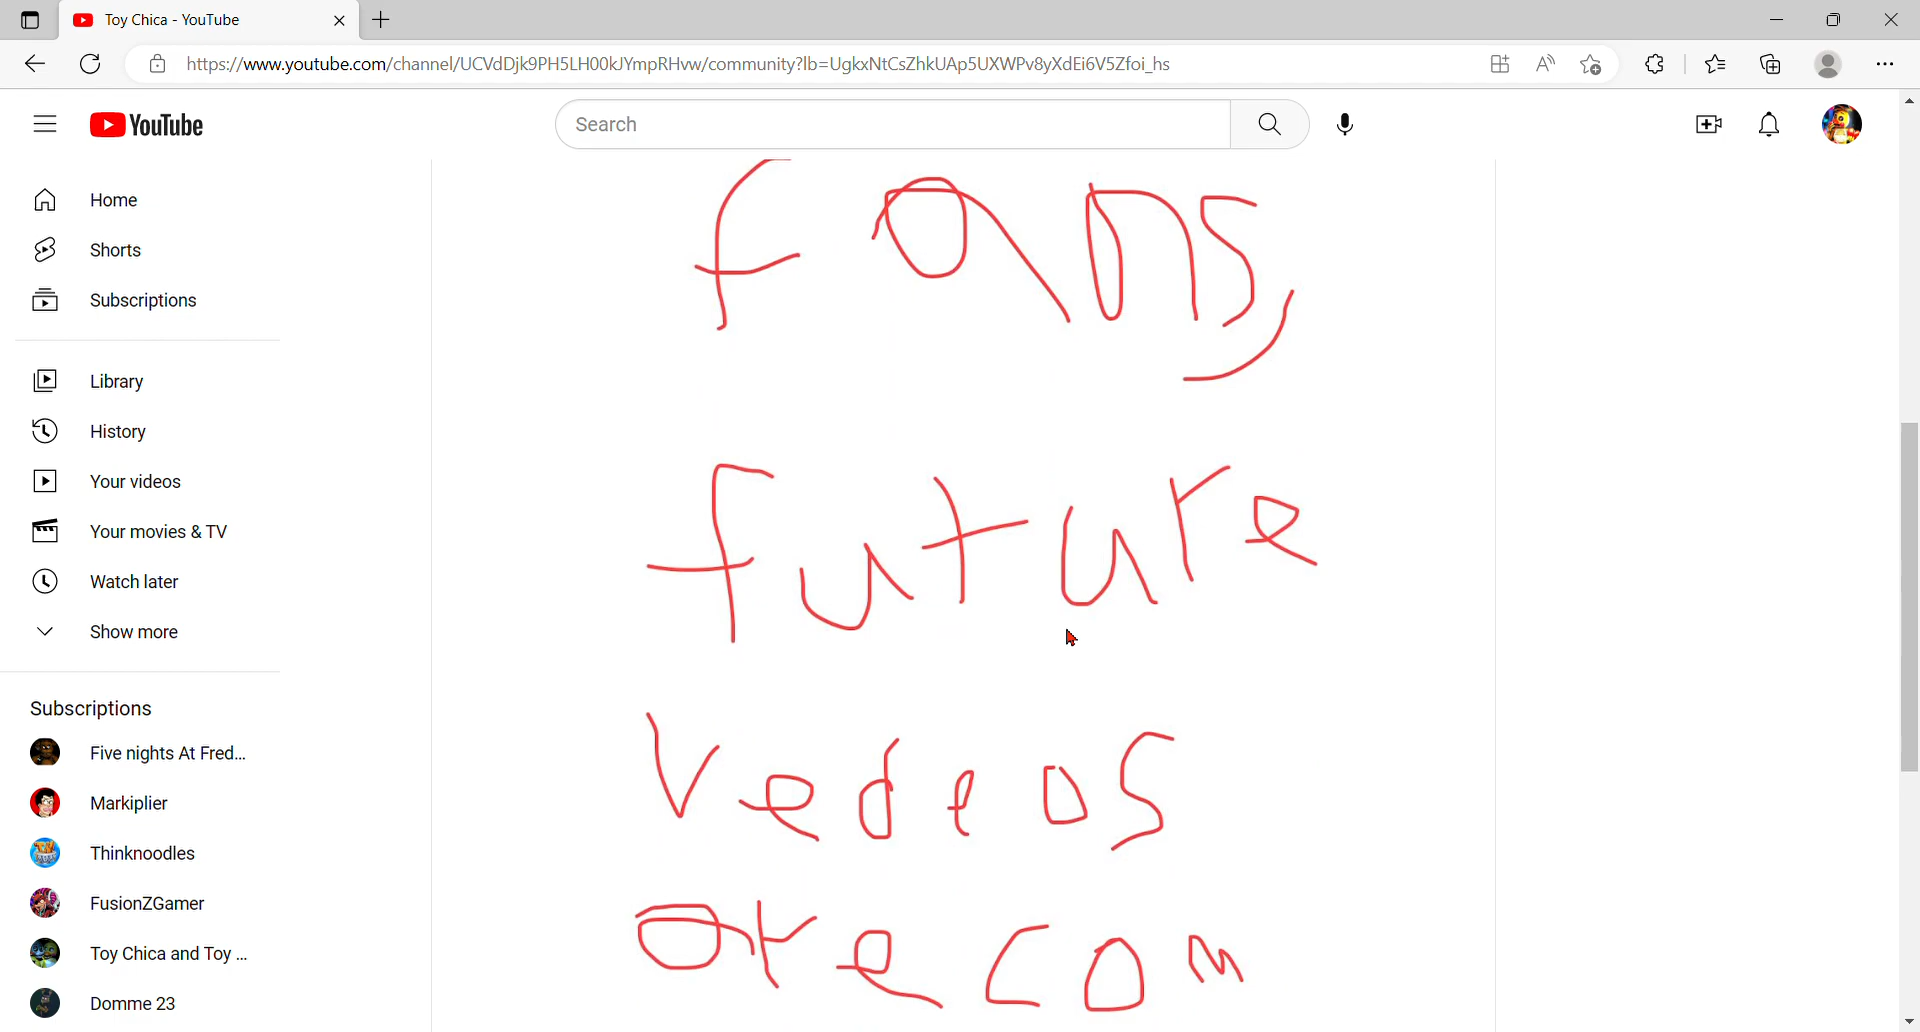 Toy Chica - YouTube
https://www.youtube.com/channel/UCVdDjk9PH5LH00kJYmpRHvw/community?lb=UgkxNtCsZhkUAp5UXWPv8yXdEi6V5Zfoi_hs
YouTube
Search
Home
Shorts
Subscriptions
Library
History
Your videos
Your movies & TV
Watch later
Show more
Subscriptions
Five nights At Fred...
Markiplier
Thinknoodles
FusionZGamer
Toy Chica and Toy ...
Domme 23
fans,
future
vedeos
are com